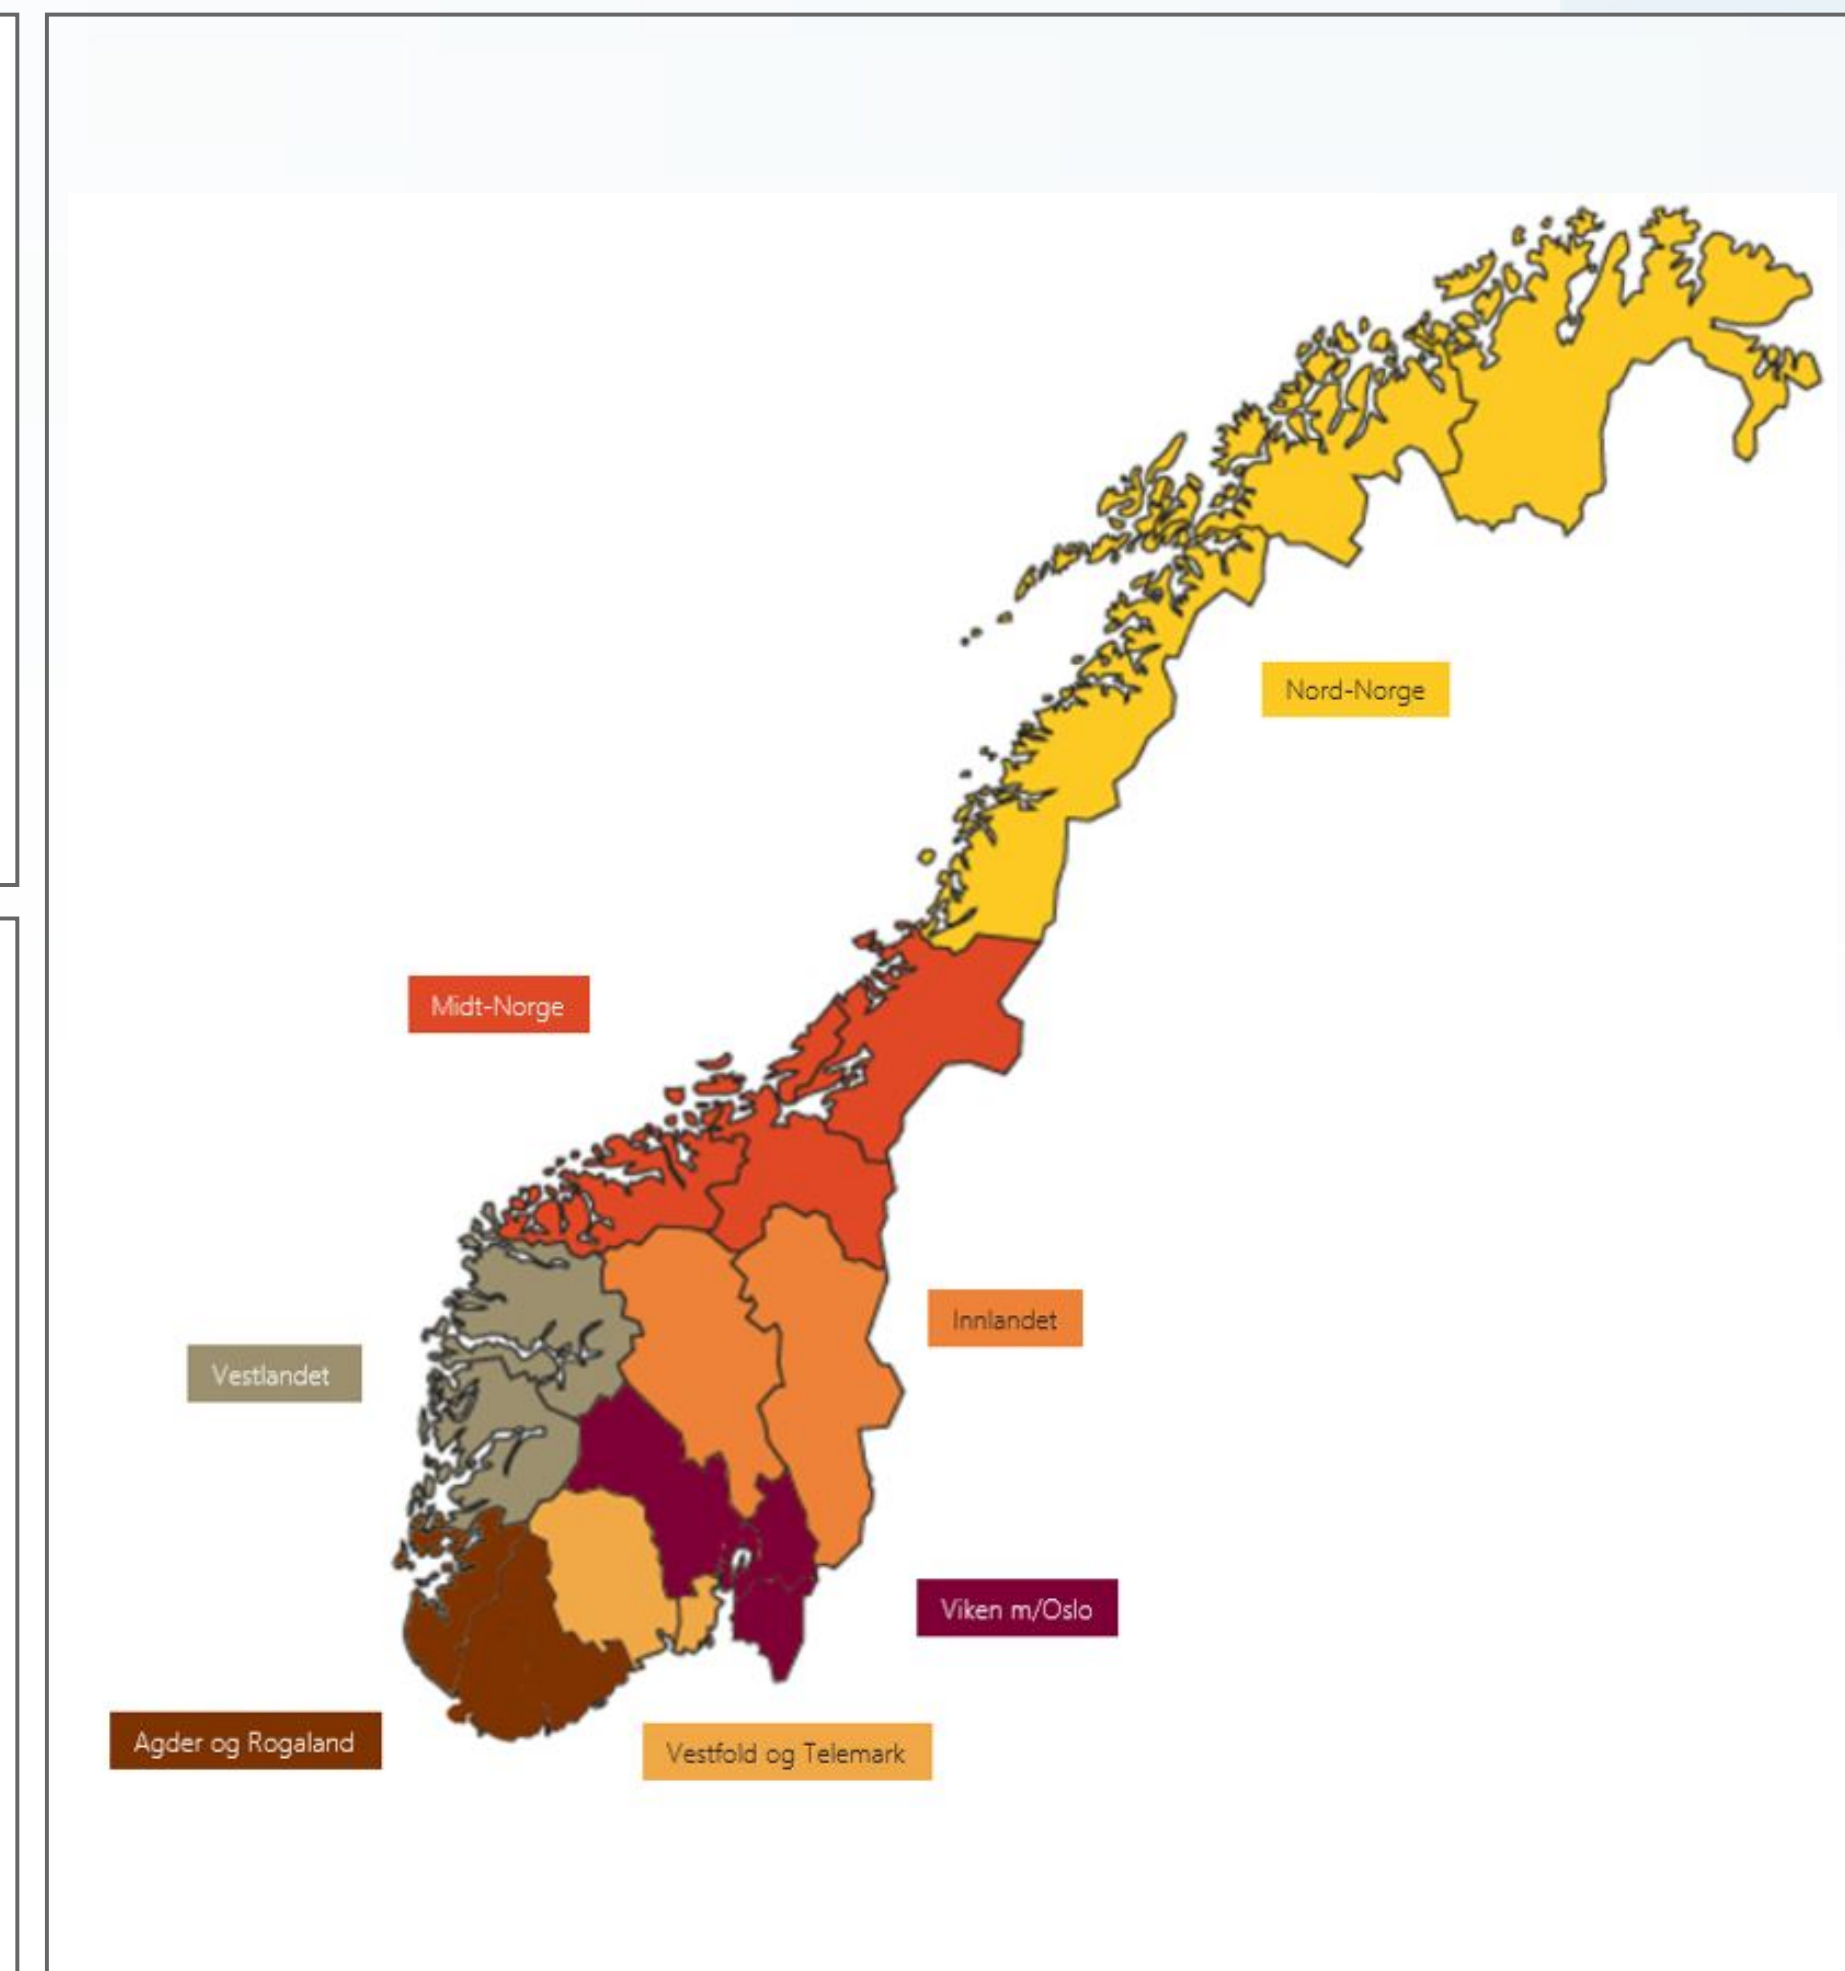 Nord-Norge
Midt-Norge
Innlandet
Vestlandet
Viken m/Oslo
Agder og Rogaland
Vestfold og Telemark